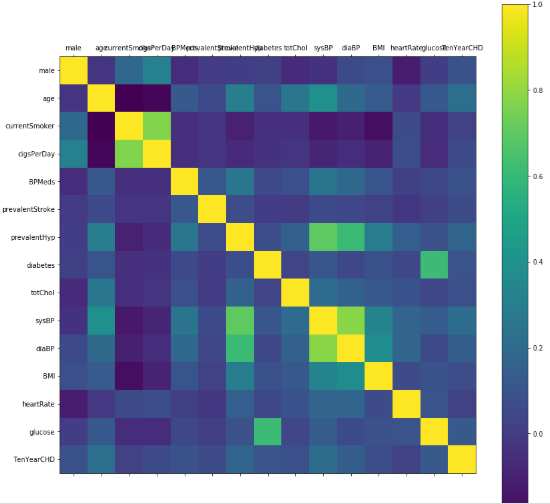 male age currentSmoker cigsPerDay BPMeds prevalentStroke prevalentHyp diabetes totChol sysBP diaBP BMI heartRate glucose TenYearCHD
1.0
male
age
0.8
currentSmoker
cigsPerDay
0.6
BPMeds
prevalentStroke
prevalentHyp
0.4
diabetes
totChol
0.2
sysBP
diaBP
BMI
0.0
heartRate
glucose
TenYearCHD